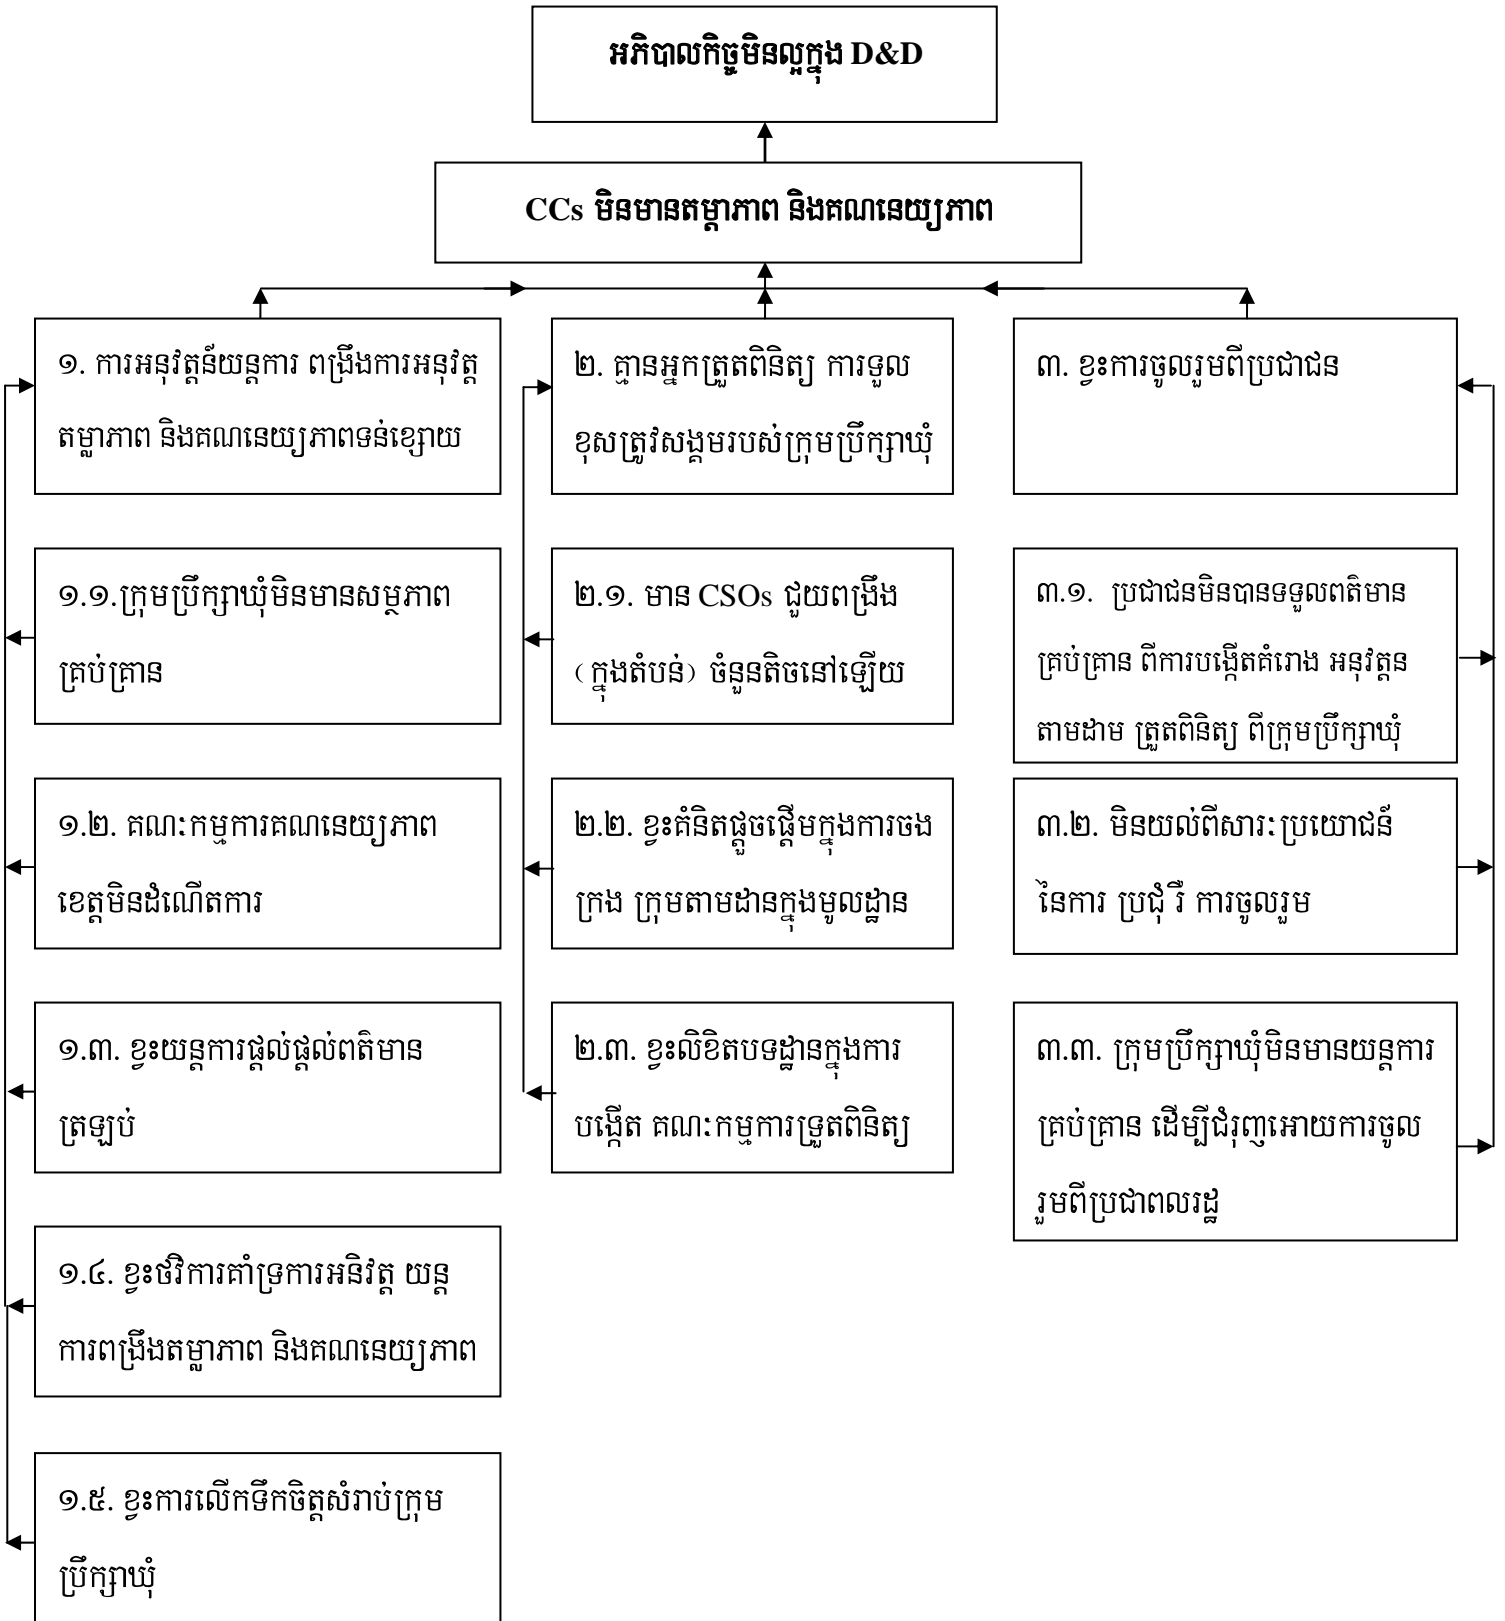 អភិបាលកិច្ចមិនល្អក្នុង D&D
CCs មិនមានតម្លាភាព និងគណនេយ្យភាព
១. ការអនុវត្តន៍យន្តការ ពង្រឹងការអនុវត្ត
តម្លាភាព និងគណនេយ្យភាពទន់ខ្សោយ
១.១.ក្រុមប្រឹក្សាឃុំមិនមានសម្ថភាព
គ្រប់គ្រាន
១.២. គណៈកម្មការគណនេយ្យភាព
ខេត្តមិនដំណើតការ
១.៣. ខ្វះយន្តការផ្តល់ផ្តល់ពត៌មាន
ត្រឡប់
១.៤. ខ្វះថវិការគាំទ្រការអនិវត្ត យន្ត
ការពង្រឹងតម្លាភាព និងគណនេយ្យភាព
១.៥. ខ្វះការលើកទឹកចិត្តសំរាប់ក្រុម
ប្រឹក្សាឃុំ
២. គ្មានអ្នកត្រួតពិនិត្យ ការទួល
ខុសត្រូវសង្គមរបស់ក្រុមប្រឹក្សាឃុំ
២.១. មាន CSOs ជួយពង្រឹង
(ក្នុងតំបន់) ចំនួនតិចនៅឡើយ
២.២. ខ្វះគំនិតផ្តួចផ្តើមក្នុងការចង
ក្រង ក្រុមតាមដានក្នុងមូលដ្ឋាន
២.៣. ខ្វះលិខិតបទដ្ឋានក្នុងការ
បង្កើត គណៈកម្មការទ្រួតពិនិត្យ
៣. ខ្វះការចូលរួមពីប្រជាជន
៣.១. ប្រជាជនមិនបានទទួលពត៌មាន
គ្រប់គ្រាន ពីការបង្កើតគំរោង អនុវត្តន
តាមដាម ត្រួតពិនិត្យ ពីក្រុមប្រឹក្សាឃុំ
៣.២. មិនយល់ពីសារៈប្រយោជន៍
នៃការ ប្រជុំ រឺ ការចូលរួម
៣.៣. ក្រុមប្រឹក្សាឃុំមិនមានយន្តការ
គ្រប់គ្រាន ដើម្បីជំរុញអោយការចូល
រួមពីប្រជាពលរដ្ឋ